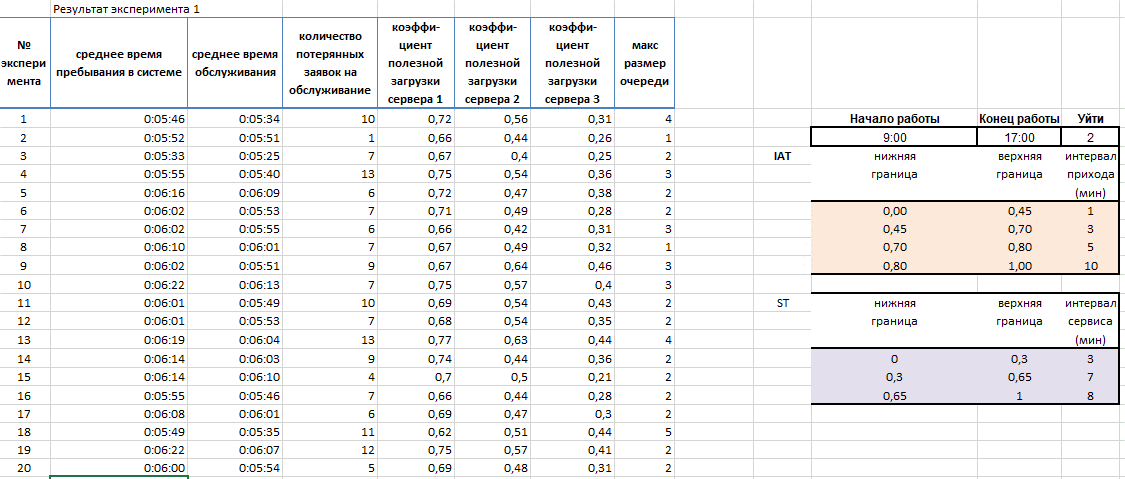 Результат эксперимента 1
№ экспери мента	среднее время пребывания в системе	среднее время обслуживания	количество потерянных заявок на обслуживание	коэффи- циент полезной загрузки сервера 1	коэффи- циент полезной загрузки сервера 2	коэффи- циент полезной загрузки сервера 3	макс размер очереди
1	0:05:46	0:05:34	10	0,72	0,56	0,31	4
2	0:05:52	0:05:51	1	0,66	0,44	0,26	1
3	0:05:33	0:05:25	7	0,67	0,4	0,25	2
4	0:05:55	0:05:40	13	0,75	0,54	0,36	3
5	0:06:16	0:06:09	6	0,72	0,47	0,38	2
6	0:06:02	0:05:53	7	0,71	0,49	0,28	2
7	0:06:02	0:05:55	6	0,66	0,42	0,31	3
8	0:06:10	0:06:01	7	0,67	0,49	0,32	1
9	0:06:02	0:05:51	9	0,67	0,64	0,46	3
10	0:06:22	0:06:13	7	0,75	0,57	0,4	3
11	0:06:01	0:05:49	10	0,69	0,54	0,43	2
12	0:06:01	0:05:53	7	0,68	0,54	0,35	2
13	0:06:19	0:06:04	13	0,77	0,63	0,44	4
14	0:06:14	0:06:03	9	0,74	0,44	0,36	2
15	0:06:14	0:06:10	4	0,7	0,5	0,21	2
16	0:05:55	0:05:46	7	0,66	0,44	0,28	2
17	0:06:08	0:06:01	6	0,69	0,47	0,3	2
18	0:05:49	0:05:35	11	0,62	0,51	0,44	5
19	0:06:22	0:06:07	12	0,75	0,57	0,41	2
20	0:06:00	0:05:54	5	0,69	0,48	0,31	2
Начало работы	Конец работы	Уйти
9:00	17:00	2
IAT	нижняя граница	верхняя граница	интервал прихода (мин)
0,00	0,45	1
0,45	0,70	3
0,70	0,80	5
0,80	1,00	10
ST	нижняя граница	верхняя граница	интервал сервиса (мин)
0	0,3	3
0,3	0,65	7
0,65	1	8